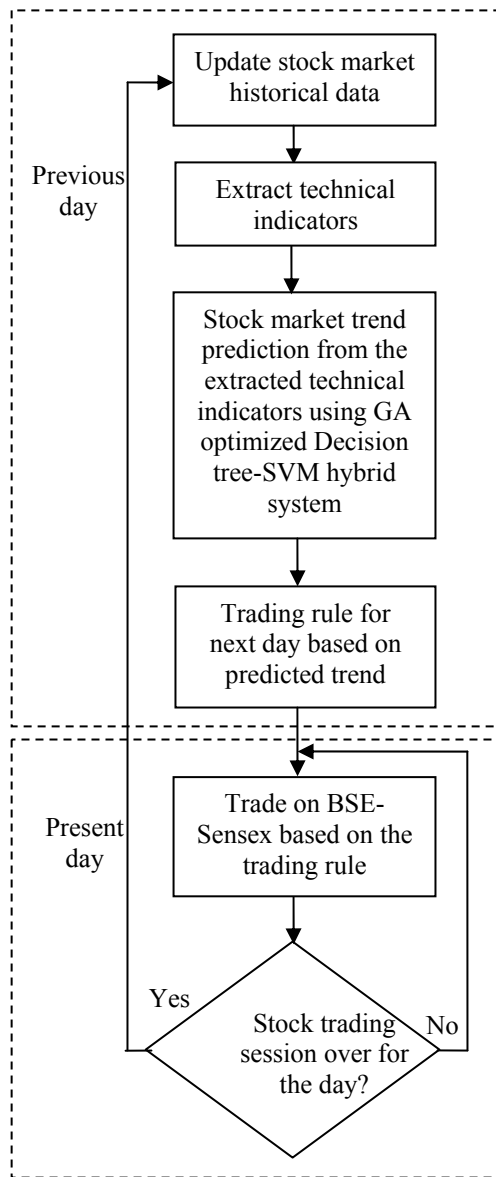 Update stock market
historical data
Previous
day
Extract technical
indicators
Stock market trend
prediction from the
extracted technical
indicators using GA
optimized Decision
tree-SVM hybrid
system
Trading rule for
next day based on
predicted trend
Present
day
Trade on BSE-
Sensex based on the
trading rule
Yes
No
Stock trading
session over for
the day?